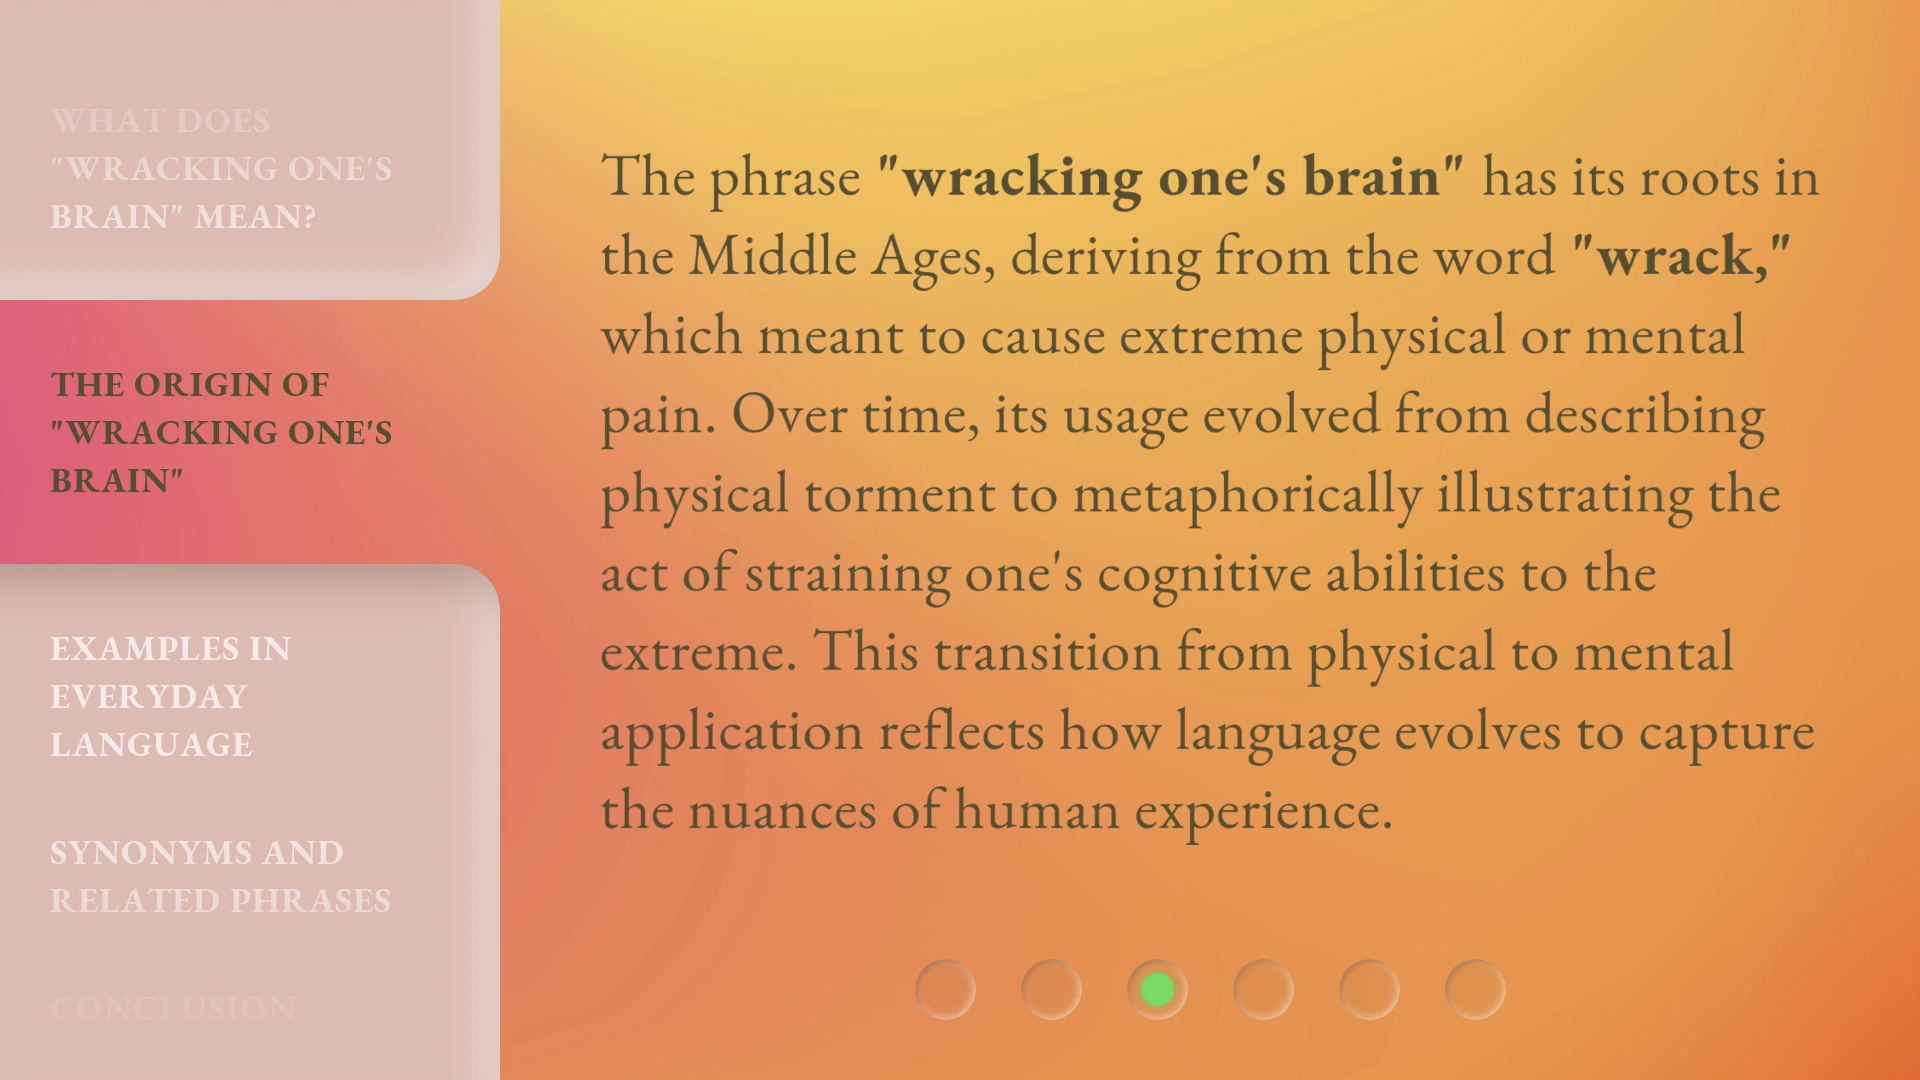 WHAT DOES
"WRACKING ONE'S
BRAIN" MEAN?
THE ORIGIN OF
"WRACKING ONE'S
BRAIN"
EXAMPLES IN
EVERYDAY
LANGUAGE
SYNONYMS AND
RELATED PHRASES
CONCLUSION
The phrase "wracking one's brain" has its roots in
the Middle Ages, deriving from the word "wrack,"
which meant to cause extreme physical or mental
pain. Over time, its usage evolved from describing
physical torment to metaphorically illustrating the
act of straining one's cognitive abilities to the
extreme. This transition from physical to mental
application reflects how language evolves to capture
the nuances of human experience.